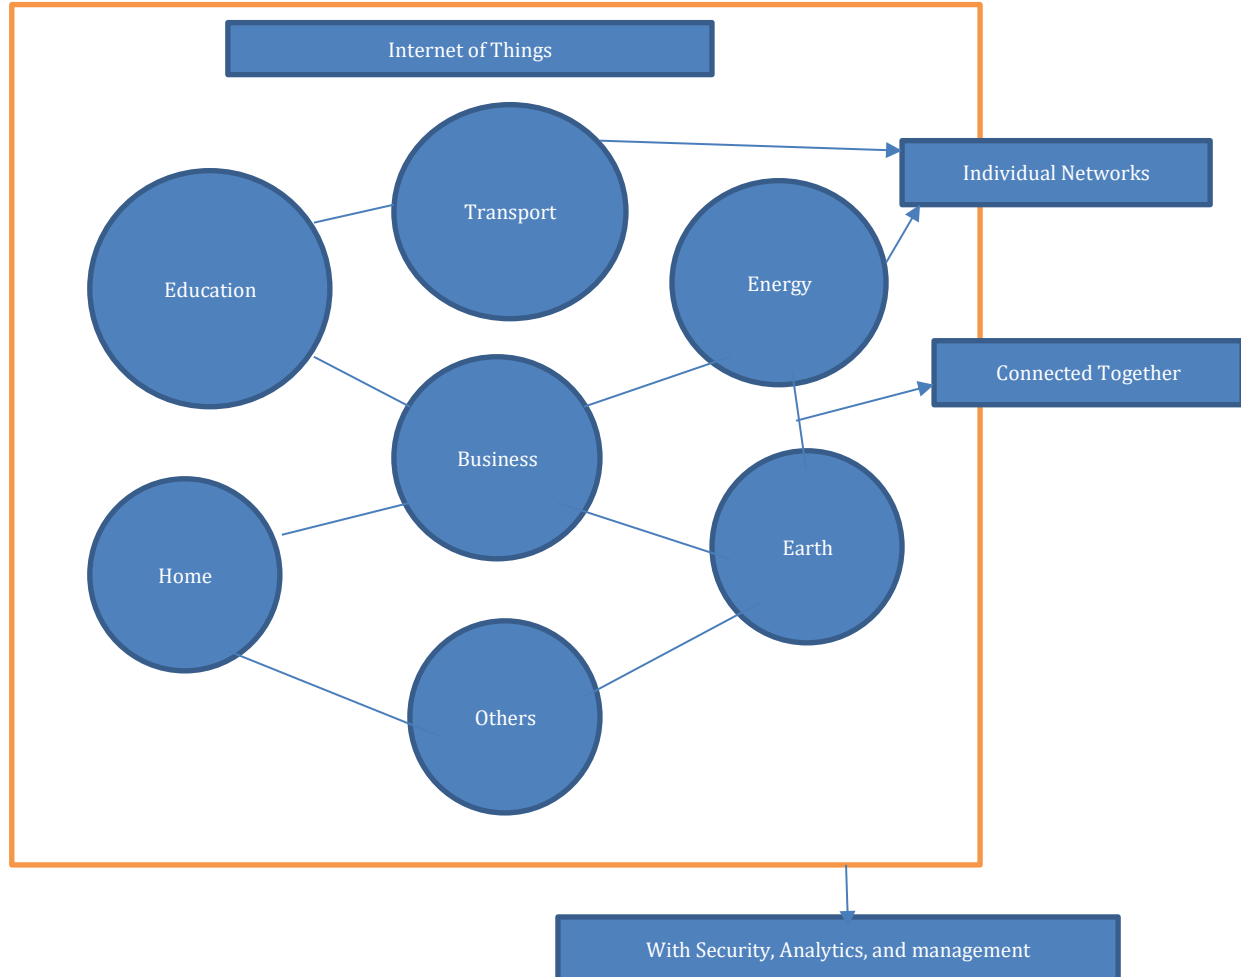 Internet of Things
Individual Networks
Transport
Energy
Education
Connected Together
Business
Earth
Home
Others
With Security, Analytics, and management